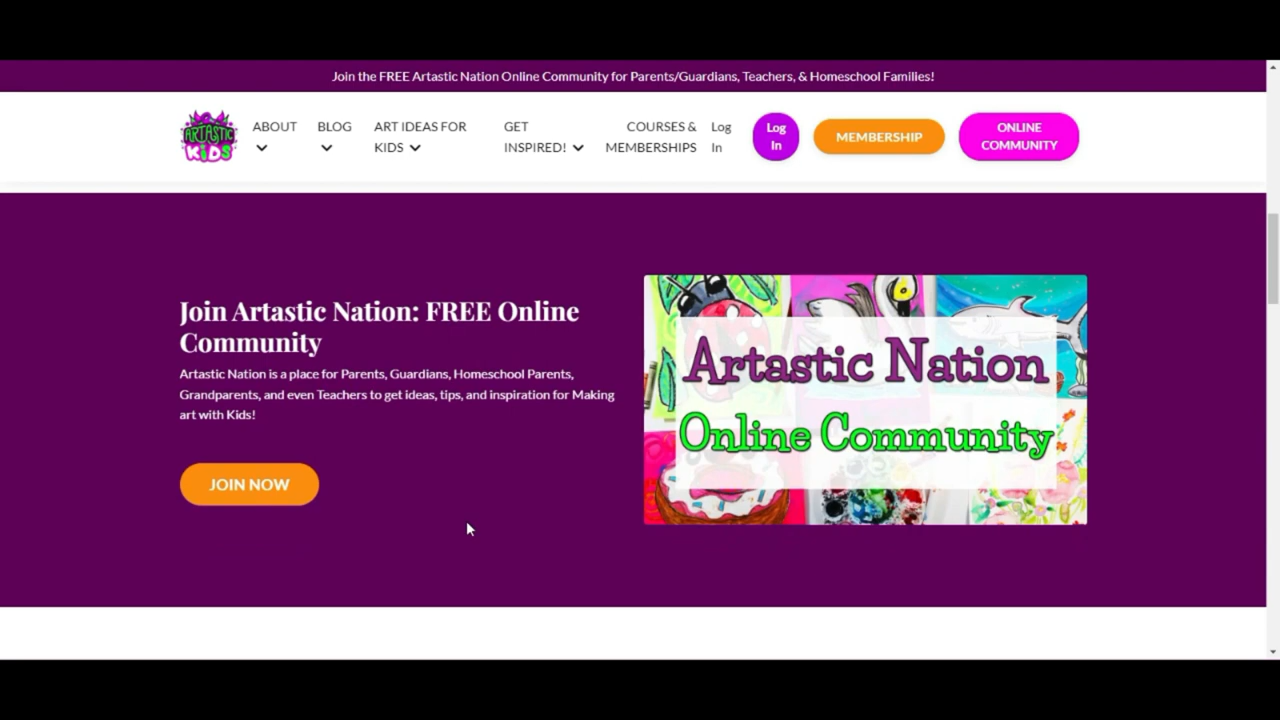 Join the FREE Artastic Nation Online Community for Parents/Guardians, Teachers, & Homeschool Families!
ARTASTIC
KIDS
ABOUT
BLOG
ART IDEAS FOR
KIDS
GET
INSPIRED!
COURSES &
MEMBERSHIPS
Log
In
Log
In
MEMBERSHIP
ONLINE
COMMUNITY
Join Artastic Nation: FREE Online
Community
Artastic Nation is a place for Parents, Guardians, Homeschool Parents,
Grandparents, and even Teachers to get ideas, tips, and inspiration for Making
art with Kids!
JOIN NOW
Artastic Nation
Online Community